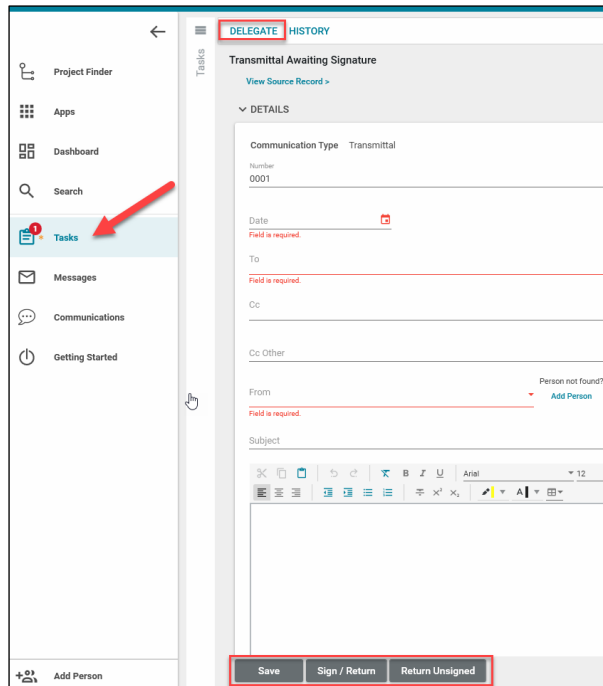 Project Finder
Apps
Dashboard
Search
1
Tasks
Messages
Communications
Getting Started
Add Person
Tasks
DELEGATE HISTORY
Transmittal Awaiting Signature
View Source Record >
DETAILS
Communication Type Transmittal
Number
0001
Date
Field is required.
To
Field is required.
Cc
Cc Other
Person not found?
From
Add Person
Field is required.
Subject
B I U Arial 12
x² x₂ A
Save Sign / Return Return Unsigned